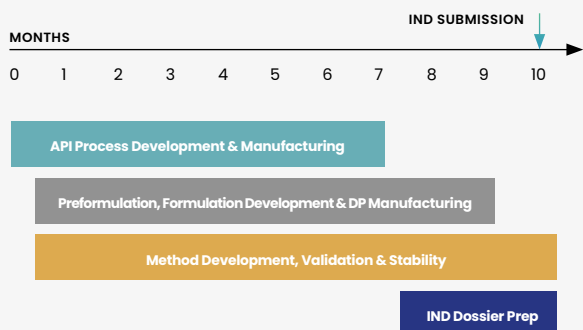 IND SUBMISSION
MONTHS
0 1 2 3 4 5 6 7 8 9 10
API Process Development & Manufacturing
Preformulation, Formulation Development & DP Manufacturing
Method Development, Validation & Stability
IND Dossier Prep